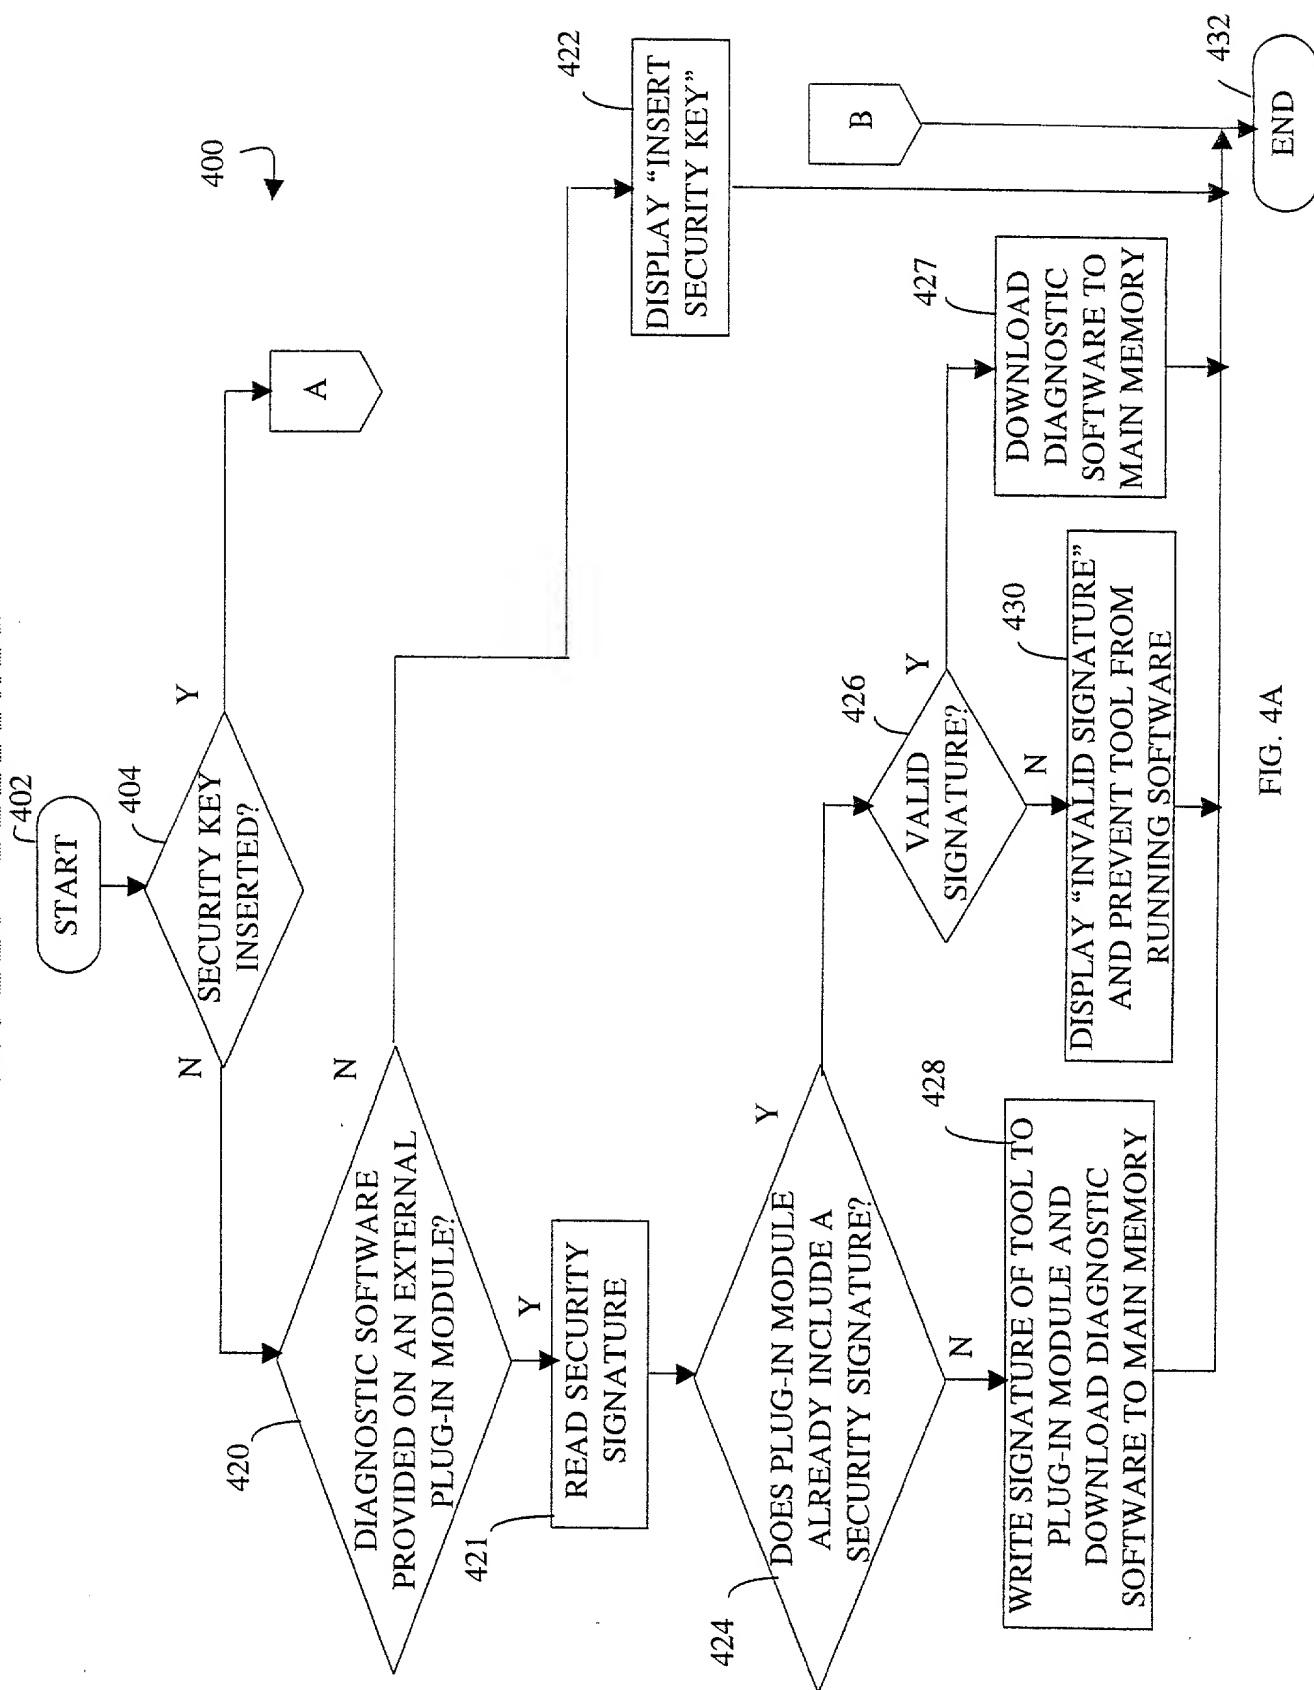 402
START
404
SECURITY KEY
INSERTED?
N
Y
400
A
420
DIAGNOSTIC SOFTWARE
PROVIDED ON AN EXTERNAL
PLUG-IN MODULE?
N
Y
422
DISPLAY “INSERT
SECURITY KEY”
421
READ SECURITY
SIGNATURE
424
DOES PLUG-IN MODULE
ALREADY INCLUDE A
SECURITY SIGNATURE?
Y
N
426
VALID
SIGNATURE?
Y
N
B
427
DOWNLOAD
DIAGNOSTIC
SOFTWARE TO
MAIN MEMORY
428
WRITE SIGNATURE OF TOOL TO
PLUG-IN MODULE AND
DOWNLOAD DIAGNOSTIC
SOFTWARE TO MAIN MEMORY
430
DISPLAY “INVALID SIGNATURE”
AND PREVENT TOOL FROM
RUNNING SOFTWARE
432
END
FIG. 4A